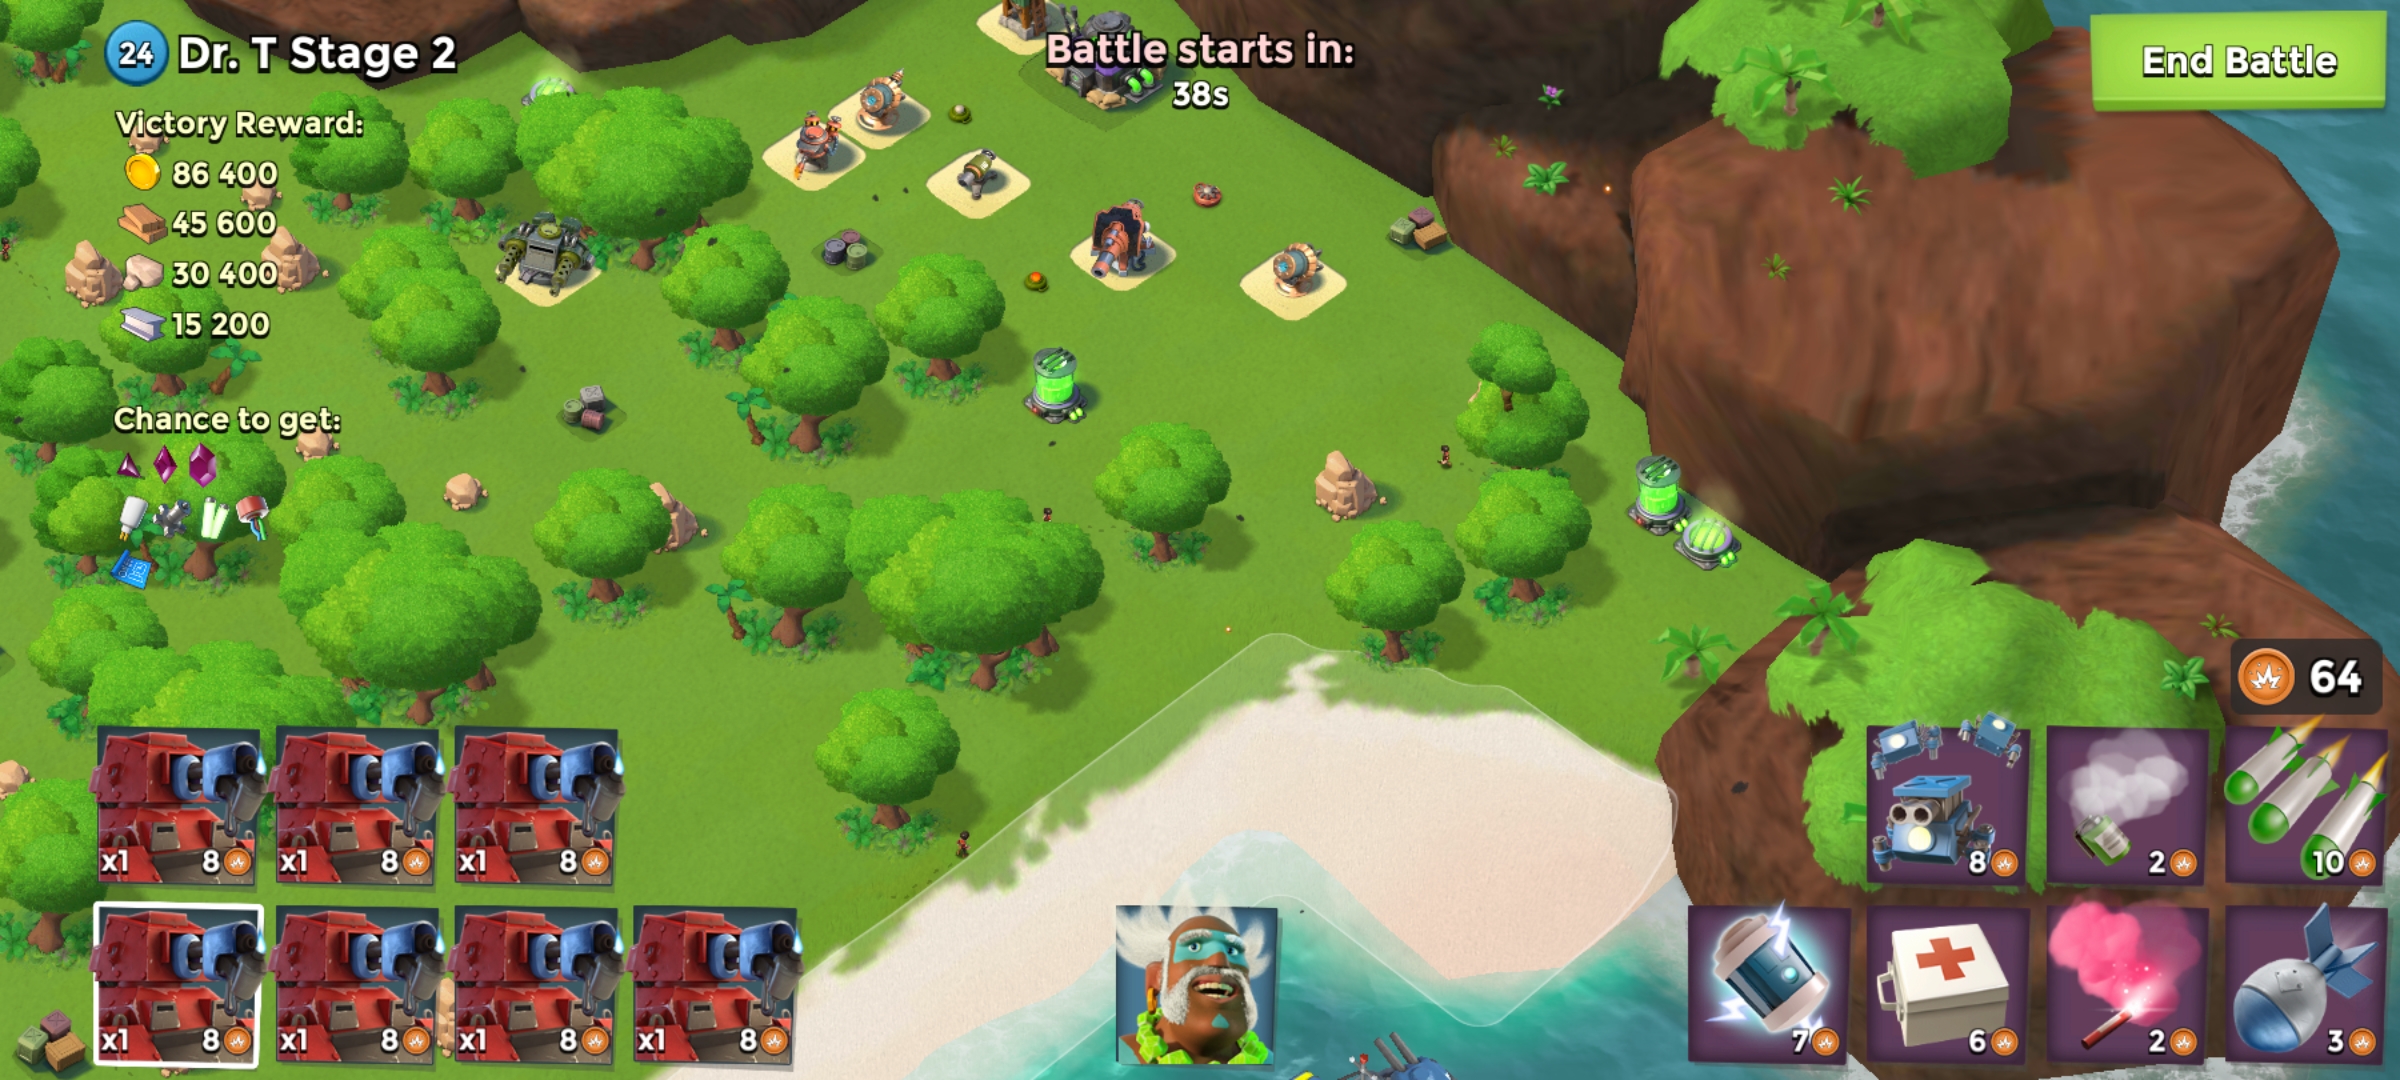 24 Dr. T Stage 2
Battle starts in:
38s
End Battle
Victory Reward:
86 400
45 600
30 400
15 200
Chance to get:
64
x1 8
x1 8
x1 8
8
2
10
x1 8
x1 8
x1 8
x1 8
7
6
2
3